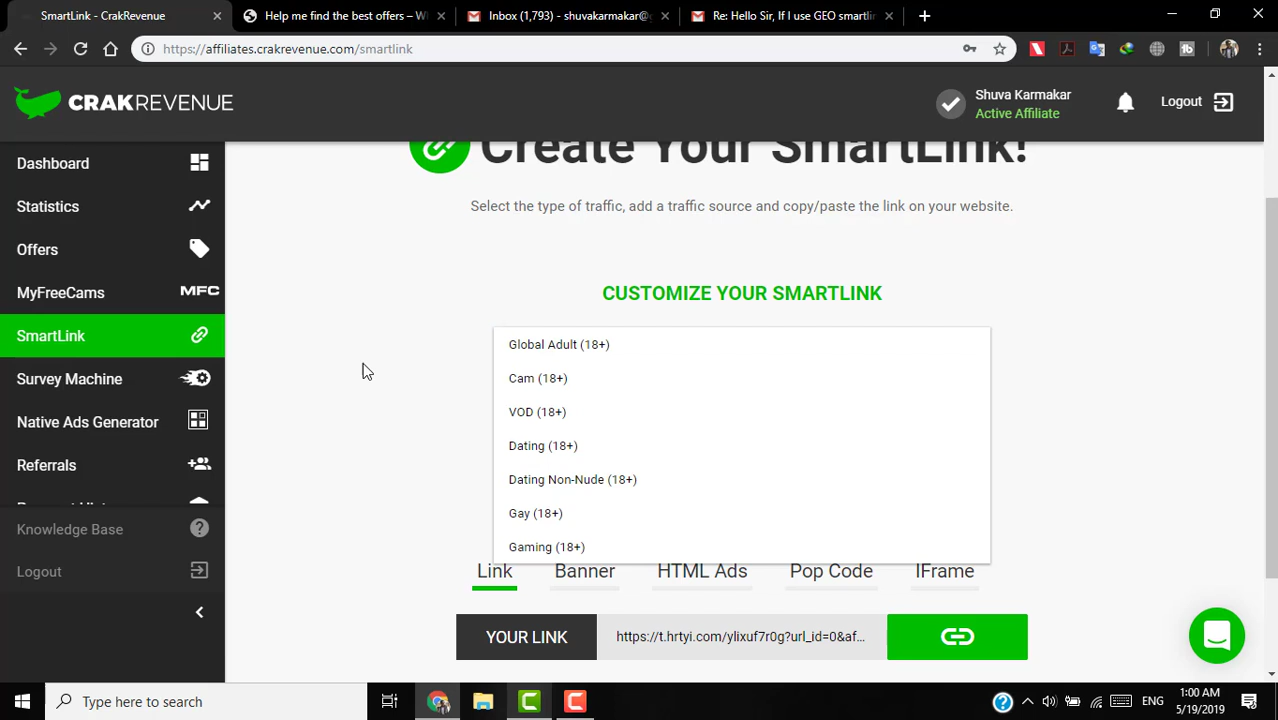 SmartLink - CrakRevenue
Help me find the best offers – W
Inbox (1,793) - shuvakarmakar@
Re: Hello Sir, If I use GEO smartli
https://affiliates.crakrevenue.com/smartlink
CRAKREVENUE
Shuva Karmakar
Active Affiliate
Logout
Dashboard
Statistics
Offers
MyFreeCams MFC
SmartLink
Survey Machine
Native Ads Generator
Referrals
Knowledge Base
Logout
Create Your SmartLink!
Select the type of traffic, add a traffic source and copy/paste the link on your website.
CUSTOMIZE YOUR SMARTLINK
Global Adult (18+)
Cam (18+)
VOD (18+)
Dating (18+)
Dating Non-Nude (18+)
Gay (18+)
Gaming (18+)
Link Banner HTML Ads Pop Code IFrame
YOUR LINK https://t.hrtyi.com/ylixuf7r0g?url_id=0&af...
Type here to search
ENG
1:00 AM
5/19/2019